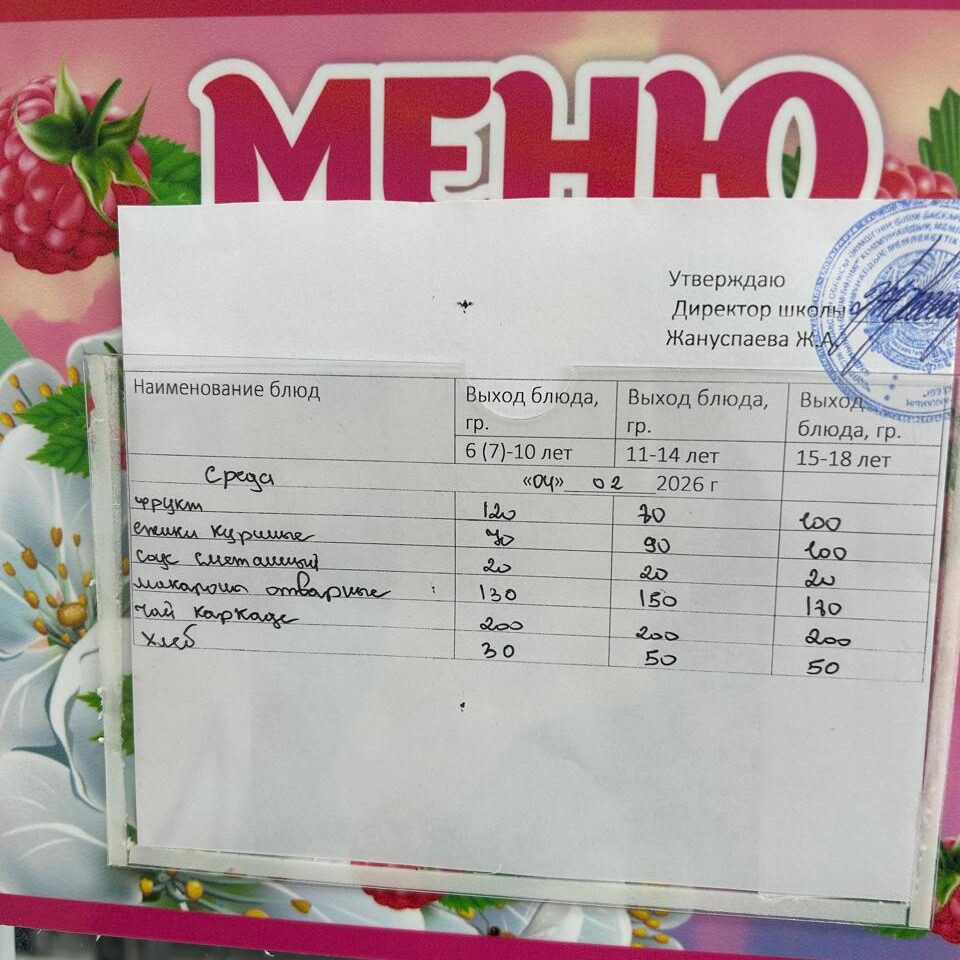 МЕНЮ
Утверждаю
Директор школы
Жануспаева Ж.А.
Наименование блюд Выход блюда, гр. Выход блюда, гр. Выход блюда, гр.
6 (7)-10 лет 11-14 лет 15-18 лет
Среда «04» 02 2026 г
фрукт 120 70 100
куриные 70 90 100
соус сметанный 20 20 20
макароны отварные 130 150 170
чай каркаде 200 200 200
хлеб 30 50 50